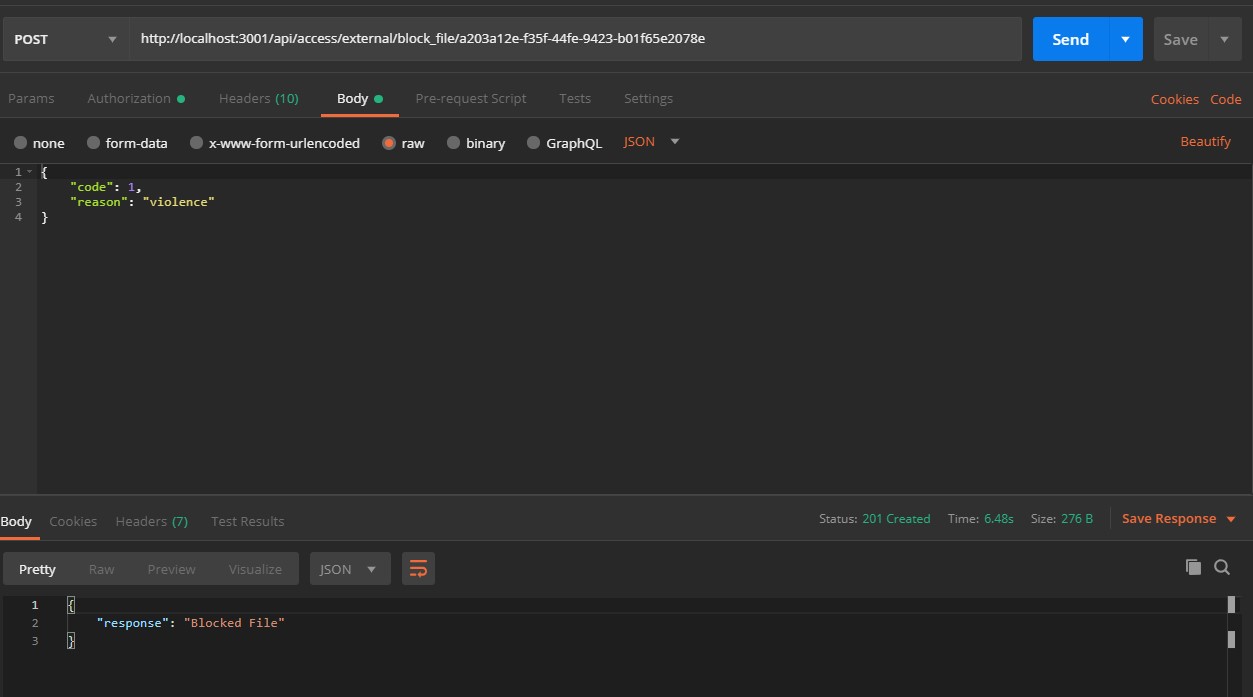 POST http://localhost:3001/api/access/external/block_file/a203a12e-f35f-44fe-9423-b01f65e2078e Send Save
Params Authorization Headers (10) Body Pre-request Script Tests Settings Cookies Code
none form-data x-www-form-urlencoded raw binary GraphQL JSON Beautify
1 {
2 "code": 1,
3 "reason": "violence"
4 }
Body Cookies Headers (7) Test Results Status: 201 Created Time: 6.48s Size: 276 B Save Response
Pretty Raw Preview Visualize JSON
1 {
2 "response": "Blocked File"
3 }